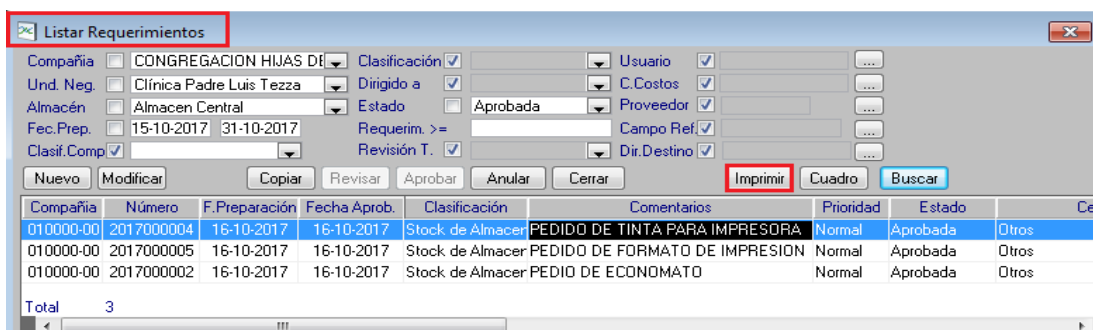 Listar Requerimientos
Compañia CONGREGACION HIJAS DE Clasificación Usuario ...
Und. Neg. Clínica Padre Luis Tezza Dirigido a C.Costos ...
Almacén Almacen Central Estado Aprobada Proveedor ...
Fec.Prep. 15-10-2017 31-10-2017 Requerim. >= Campo Ref. ...
Clasif.Comp Revisión T. Dir.Destino ...
Nuevo Modificar Copiar Revisar Aprobar Anular Cerrar Imprimir Cuadro Buscar
Compañia Número F.Preparación Fecha Aprob. Clasificación Comentarios Prioridad Estado Ce
010000-00 2017000004 16-10-2017 16-10-2017 Stock de Almacer PEDIDO DE TINTA PARA IMPRESORA Normal Aprobada Otros
010000-00 2017000005 16-10-2017 16-10-2017 Stock de Almacer PEDIDO DE FORMATO DE IMPRESION Normal Aprobada Otros
010000-00 2017000002 16-10-2017 16-10-2017 Stock de Almacer PEDIO DE ECONOMATO Normal Aprobada Otros
Total 3